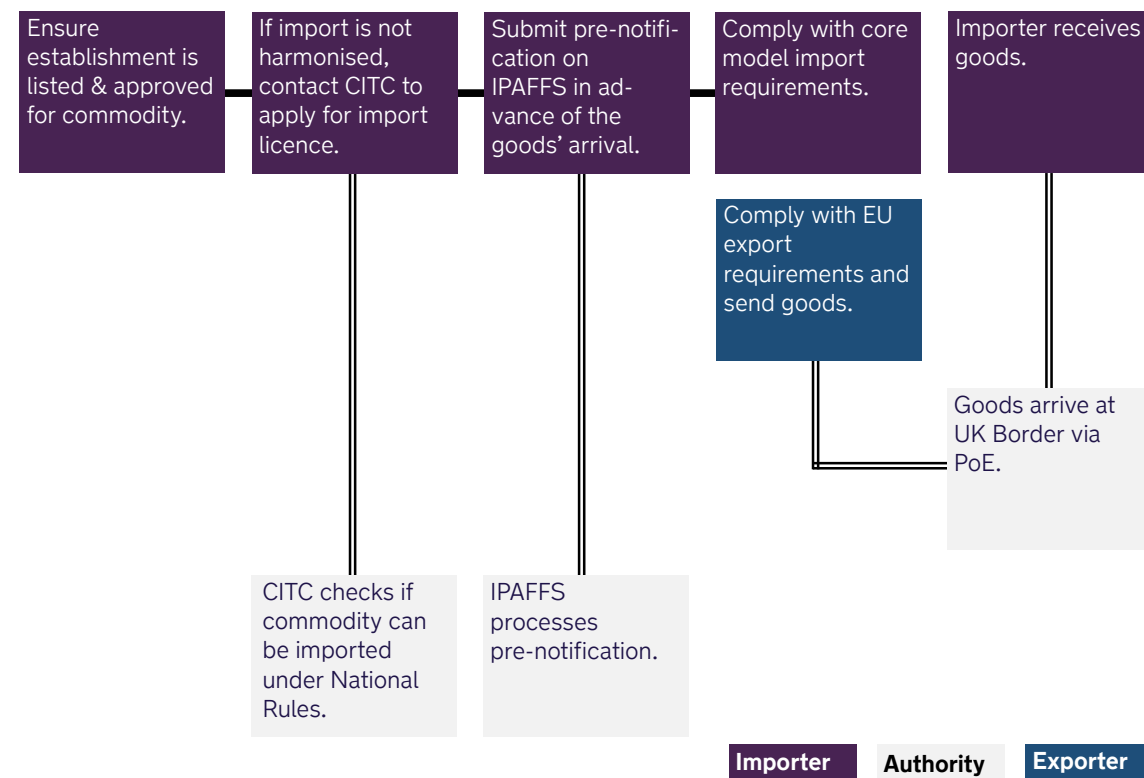 Ensure
establishment is
listed & approved
for commodity.
If import is not
harmonised,
contact CITC to
apply for import
licence.
Submit pre-notifi-
cation on
IPAFFS in ad-
vance of the
goods’ arrival.
Comply with core
model import
requirements.
Importer receives
goods.
Comply with EU
export
requirements and
send goods.
Goods arrive at
UK Border via
PoE.
CITC checks if
commodity can
be imported
under National
Rules.
IPAFFS
processes
pre-notification.
Importer
Authority
Exporter